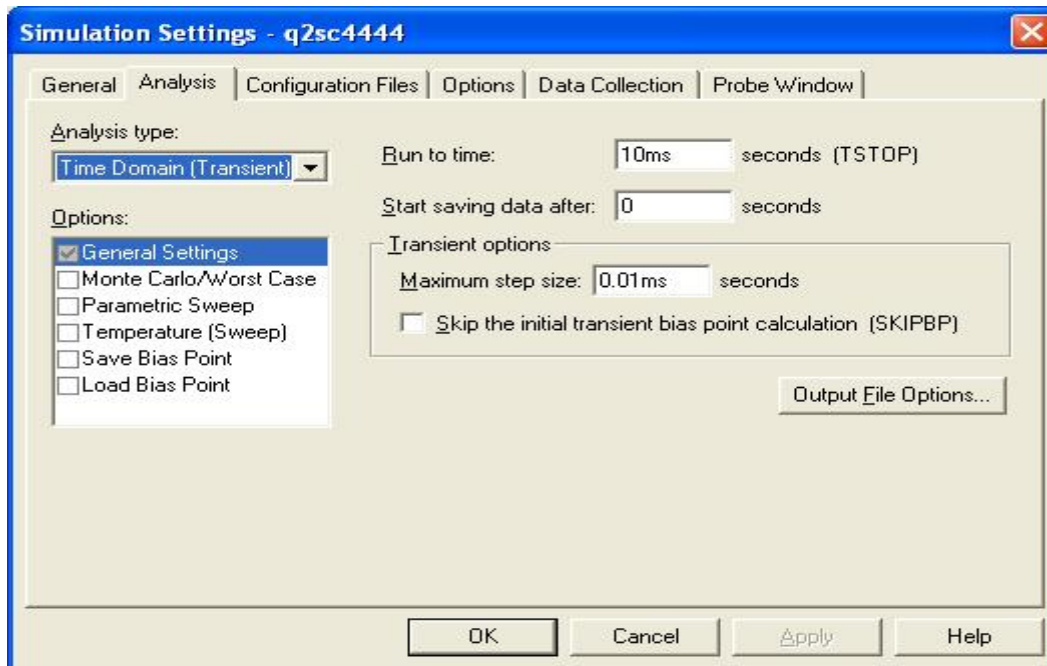 Simulation Settings - q2sc4444
General Analysis Configuration Files Options Data Collection Probe Window
Analysis type:
Time Domain (Transient)
Options:
General Settings
Monte Carlo/Worst Case
Parametric Sweep
Temperature (Sweep)
Save Bias Point
Load Bias Point
Run to time: 10ms seconds (TSTOP)
Start saving data after: 0 seconds
Transient options
Maximum step size: 0.01ms seconds
Skip the initial transient bias point calculation (SKIPBP)
Output File Options...
OK Cancel Apply Help